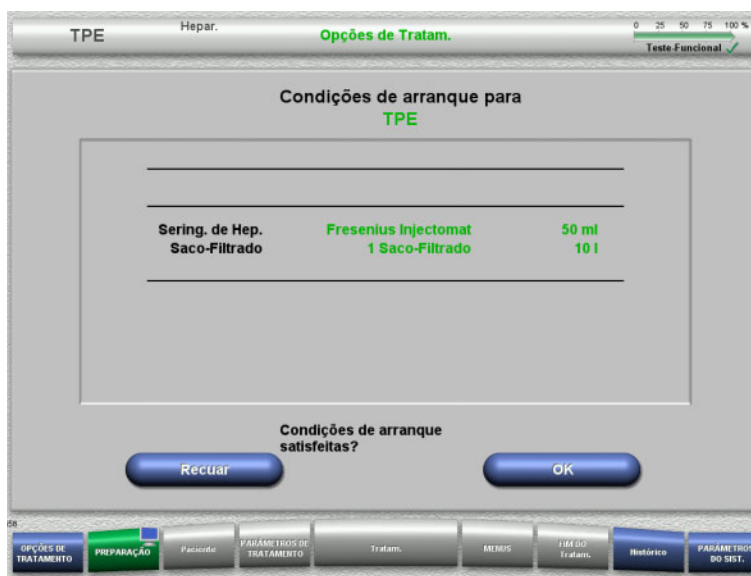 TPE
Hepar.
Opções de Tratam.
0 25 50 75 100 %
Teste-Funcional
Condições de arranque para
TPE
Sering. de Hep. Fresenius Injectomat 50 ml
Saco-Filtrado 1 Saco-Filtrado 10 l
Condições de arranque
satisfeitas?
Recuar
OK
58
OPÇÕES DE
TRATAMENTO
PREPARAÇÃO
Paciente
PARÂMETROS DE
TRATAMENTO
Tratam.
MENUS
FIM DO
Tratam.
Histórico
PARÂMETROS
DO SIST.